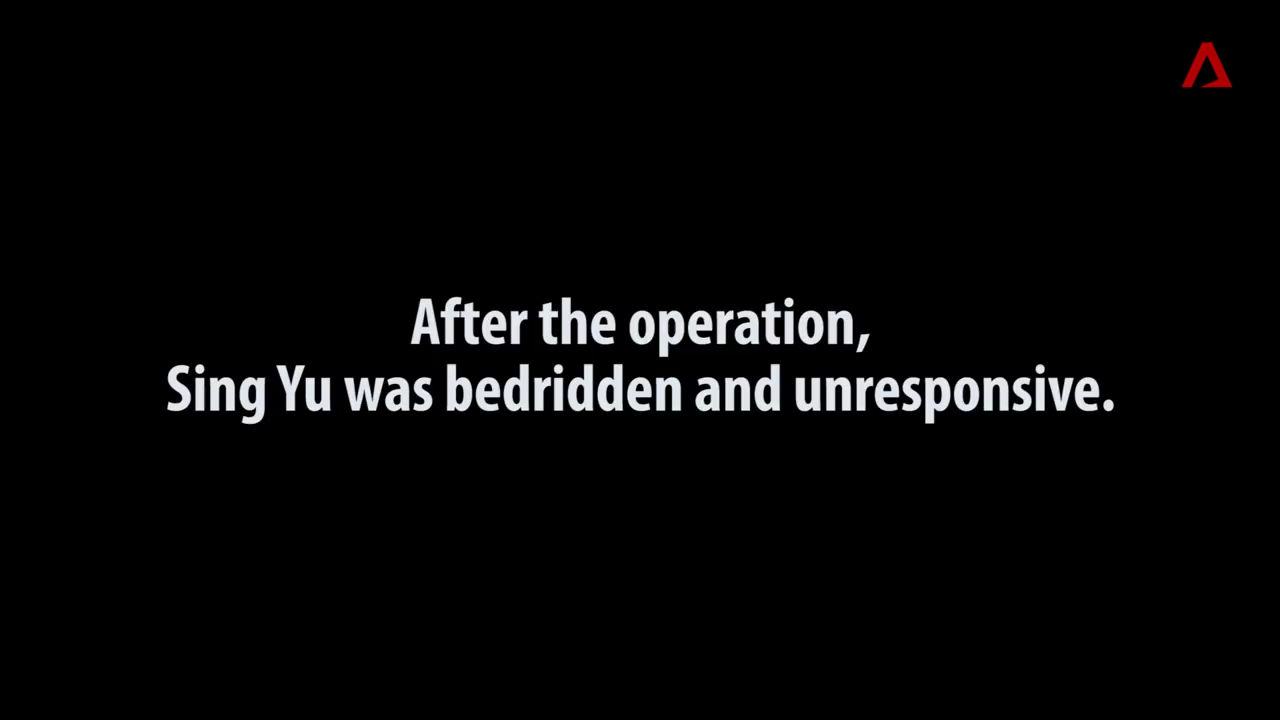 After the operation,
Sing Yu was bedridden and unresponsive.